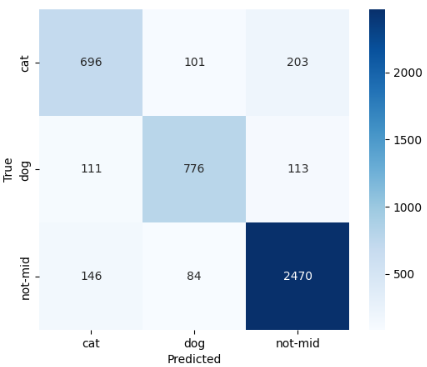 cat 696 101 203
dog 111 776 113
not-mid 146 84 2470
cat dog not-mid
Predicted
True
2000
1500
1000
500